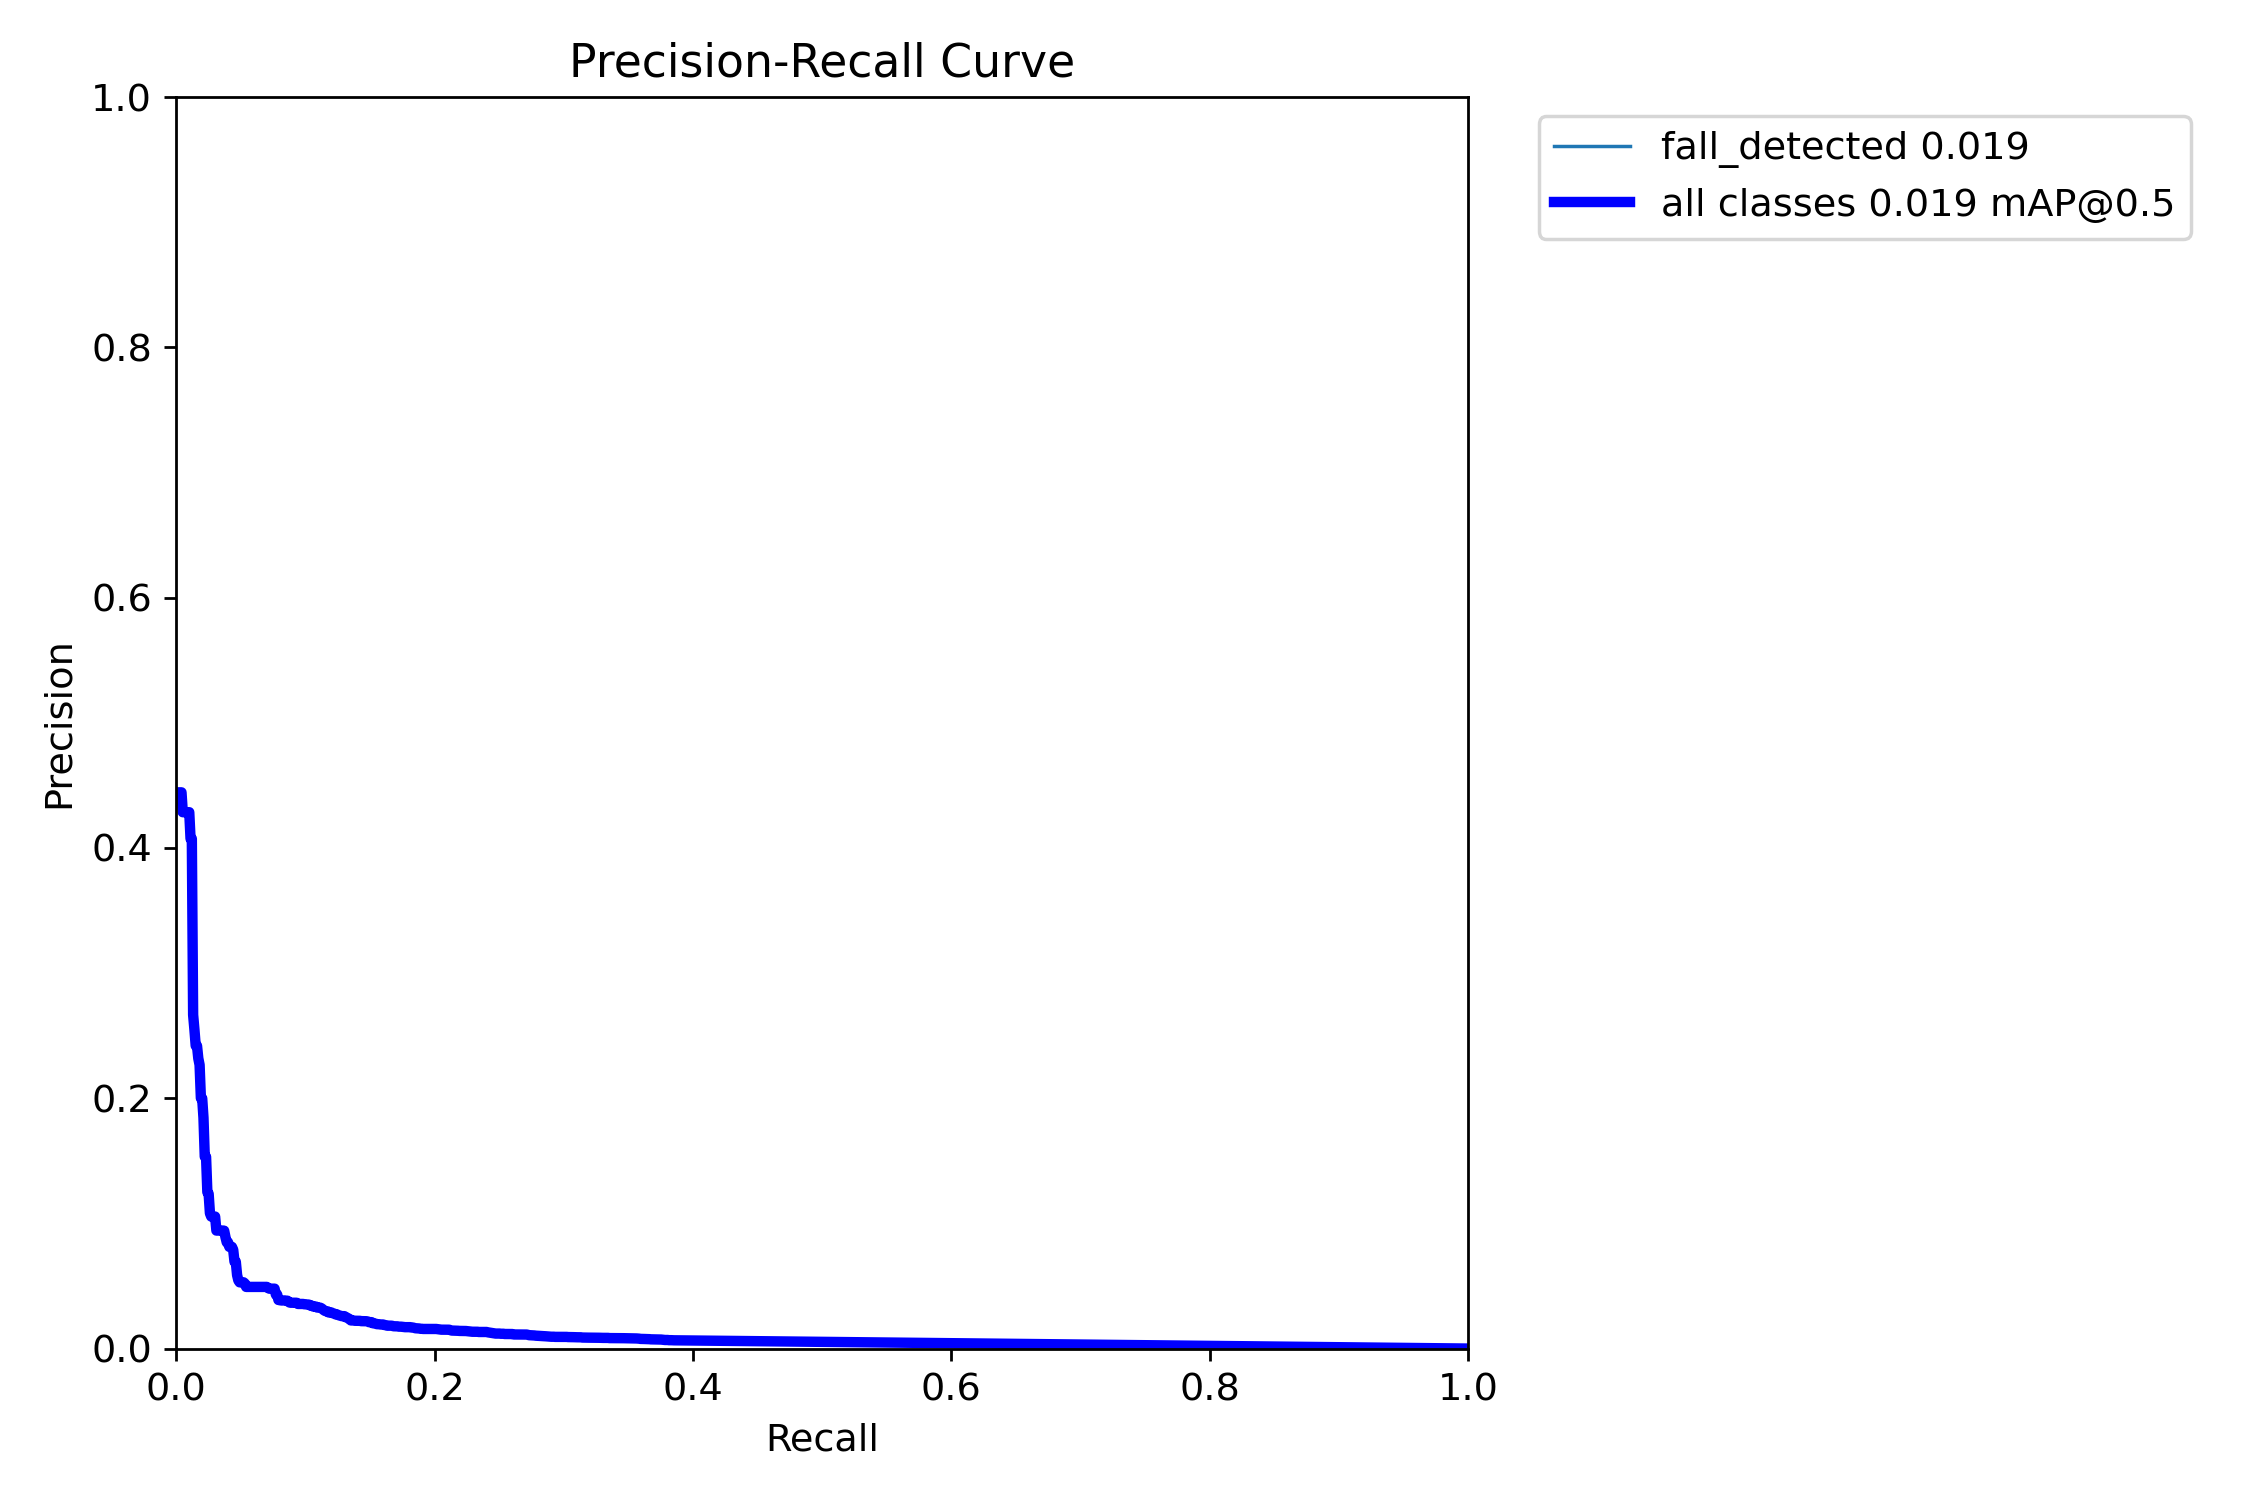 Precision-Recall Curve
1.0
0.8
0.6
0.4
0.2
0.0
Precision
0.0 0.2 0.4 0.6 0.8 1.0
Recall
fall_detected 0.019
all classes 0.019 mAP@0.5